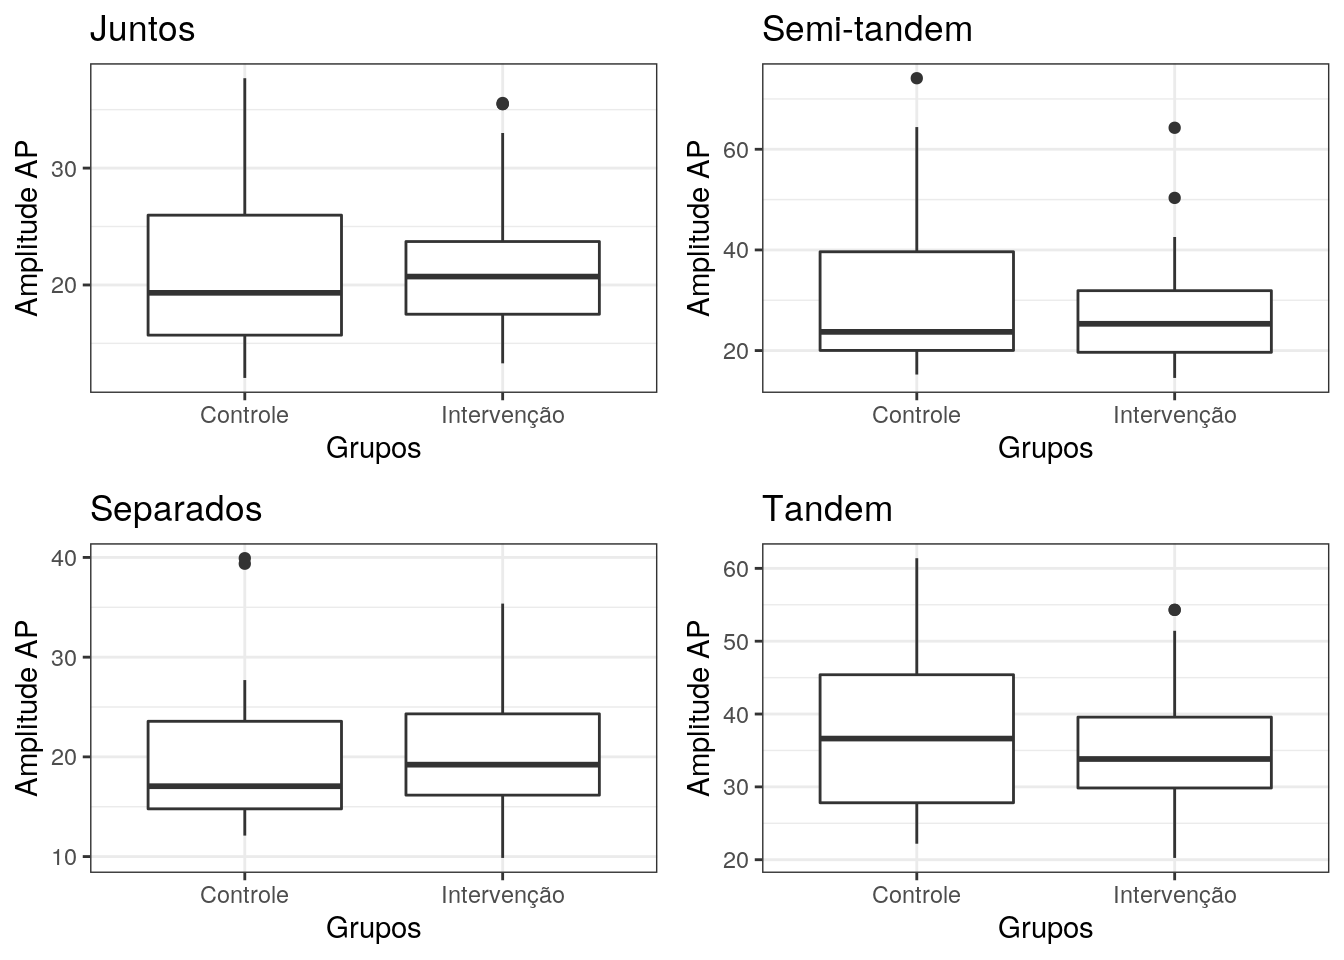 Juntos
Amplitude AP
30
20
Controle Intervenção
Grupos
Semi-tandem
Amplitude AP
60
40
20
Controle Intervenção
Grupos
Separados
Amplitude AP
40
30
20
10
Controle Intervenção
Grupos
Tandem
Amplitude AP
60
50
40
30
20
Controle Intervenção
Grupos